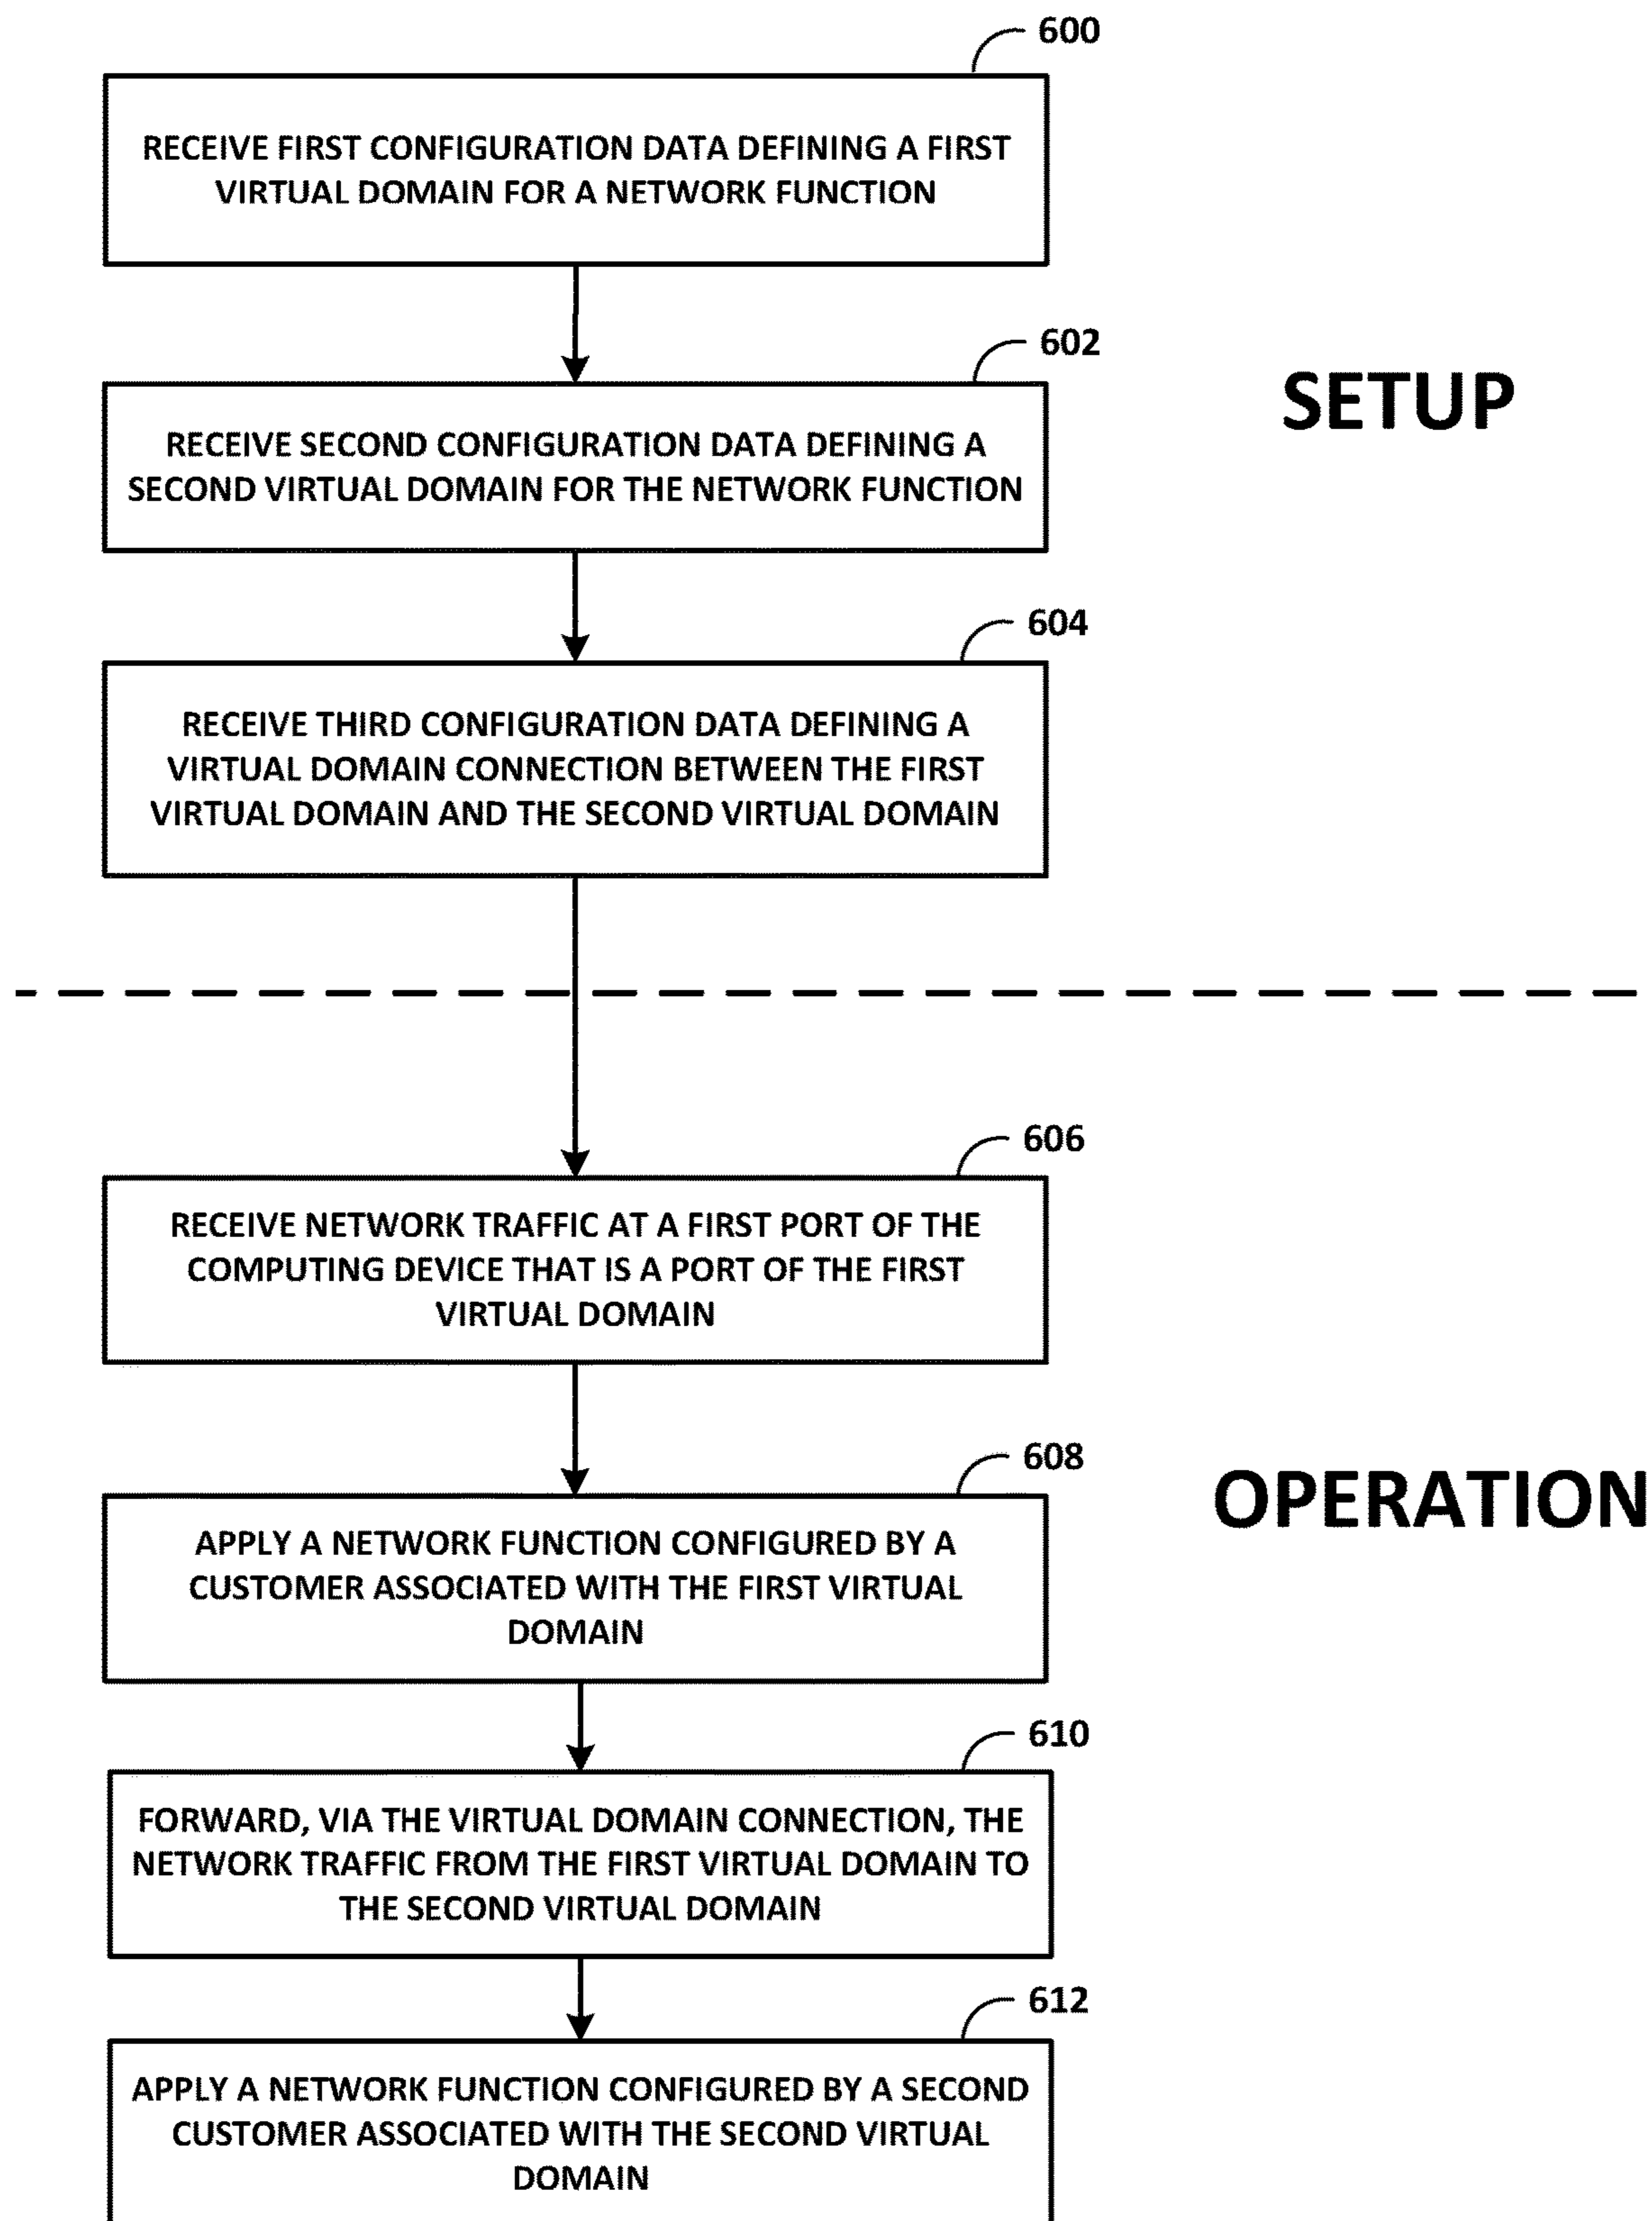 600
RECEIVE FIRST CONFIGURATION DATA DEFINING A FIRST
VIRTUAL DOMAIN FOR A NETWORK FUNCTION
602
SETUP
RECEIVE SECOND CONFIGURATION DATA DEFINING A
SECOND VIRTUAL DOMAIN FOR THE NETWORK FUNCTION
604
RECEIVE THIRD CONFIGURATION DATA DEFINING A
VIRTUAL DOMAIN CONNECTION BETWEEN THE FIRST
VIRTUAL DOMAIN AND THE SECOND VIRTUAL DOMAIN
606
RECEIVE NETWORK TRAFFIC AT A FIRST PORT OF THE
COMPUTING DEVICE THAT IS A PORT OF THE FIRST
VIRTUAL DOMAIN
608
OPERATION
APPLY A NETWORK FUNCTION CONFIGURED BY A
CUSTOMER ASSOCIATED WITH THE FIRST VIRTUAL
DOMAIN
610
FORWARD, VIA THE VIRTUAL DOMAIN CONNECTION, THE
NETWORK TRAFFIC FROM THE FIRST VIRTUAL DOMAIN TO
THE SECOND VIRTUAL DOMAIN
612
APPLY A NETWORK FUNCTION CONFIGURED BY A SECOND
CUSTOMER ASSOCIATED WITH THE SECOND VIRTUAL
DOMAIN